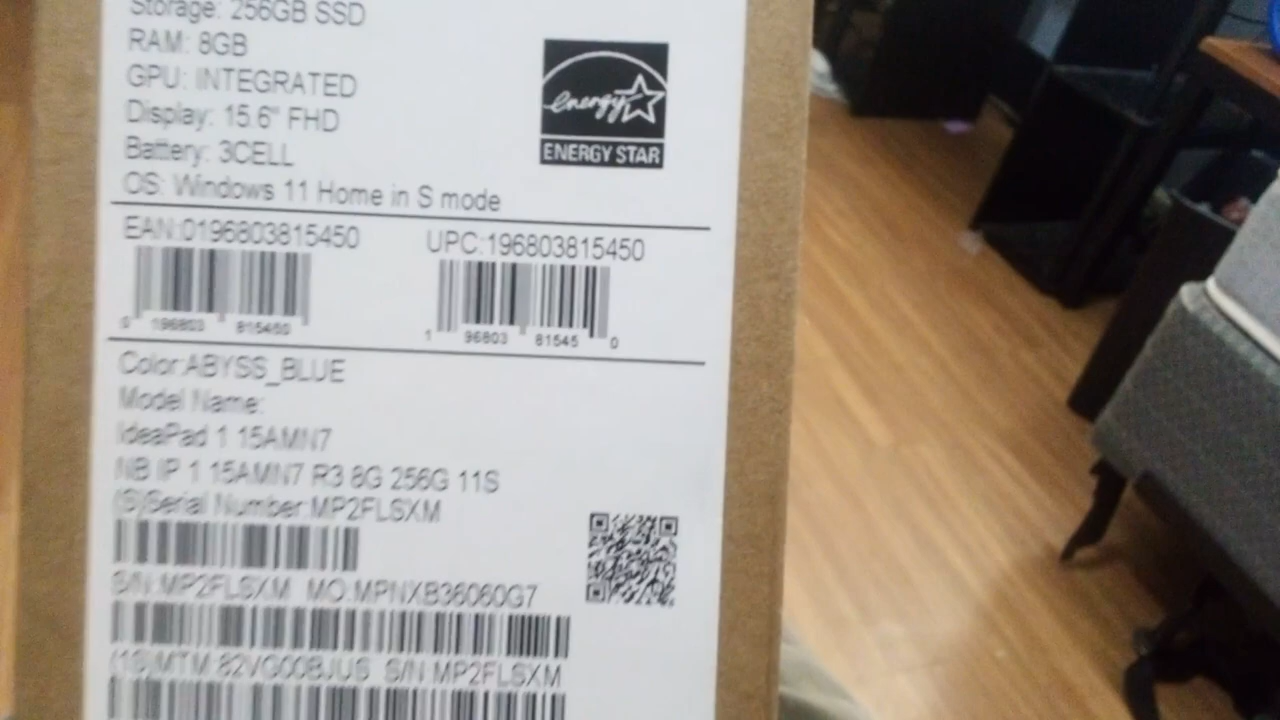 Storage: 256GB SSD
RAM: 8GB
GPU: INTEGRATED
Display: 15.6" FHD
Battery: 3CELL
OS: Windows 11 Home in S mode
energy
ENERGY STAR
EAN:0196803815450 UPC:196803815450
0 196803 815450 1 96803 81545 0
Color:ABYSS_BLUE
Model Name:
IdeaPad 1 15AMN7
NB IP 1 15AMN7 R3 8G 256G 11S
(S)Serial Number:MP2FLSXM
S/N:MP2FLSXM MO:MPNXB36060G7
(1S)MTM:82VG00BJUS S/N:MP2FLSXM